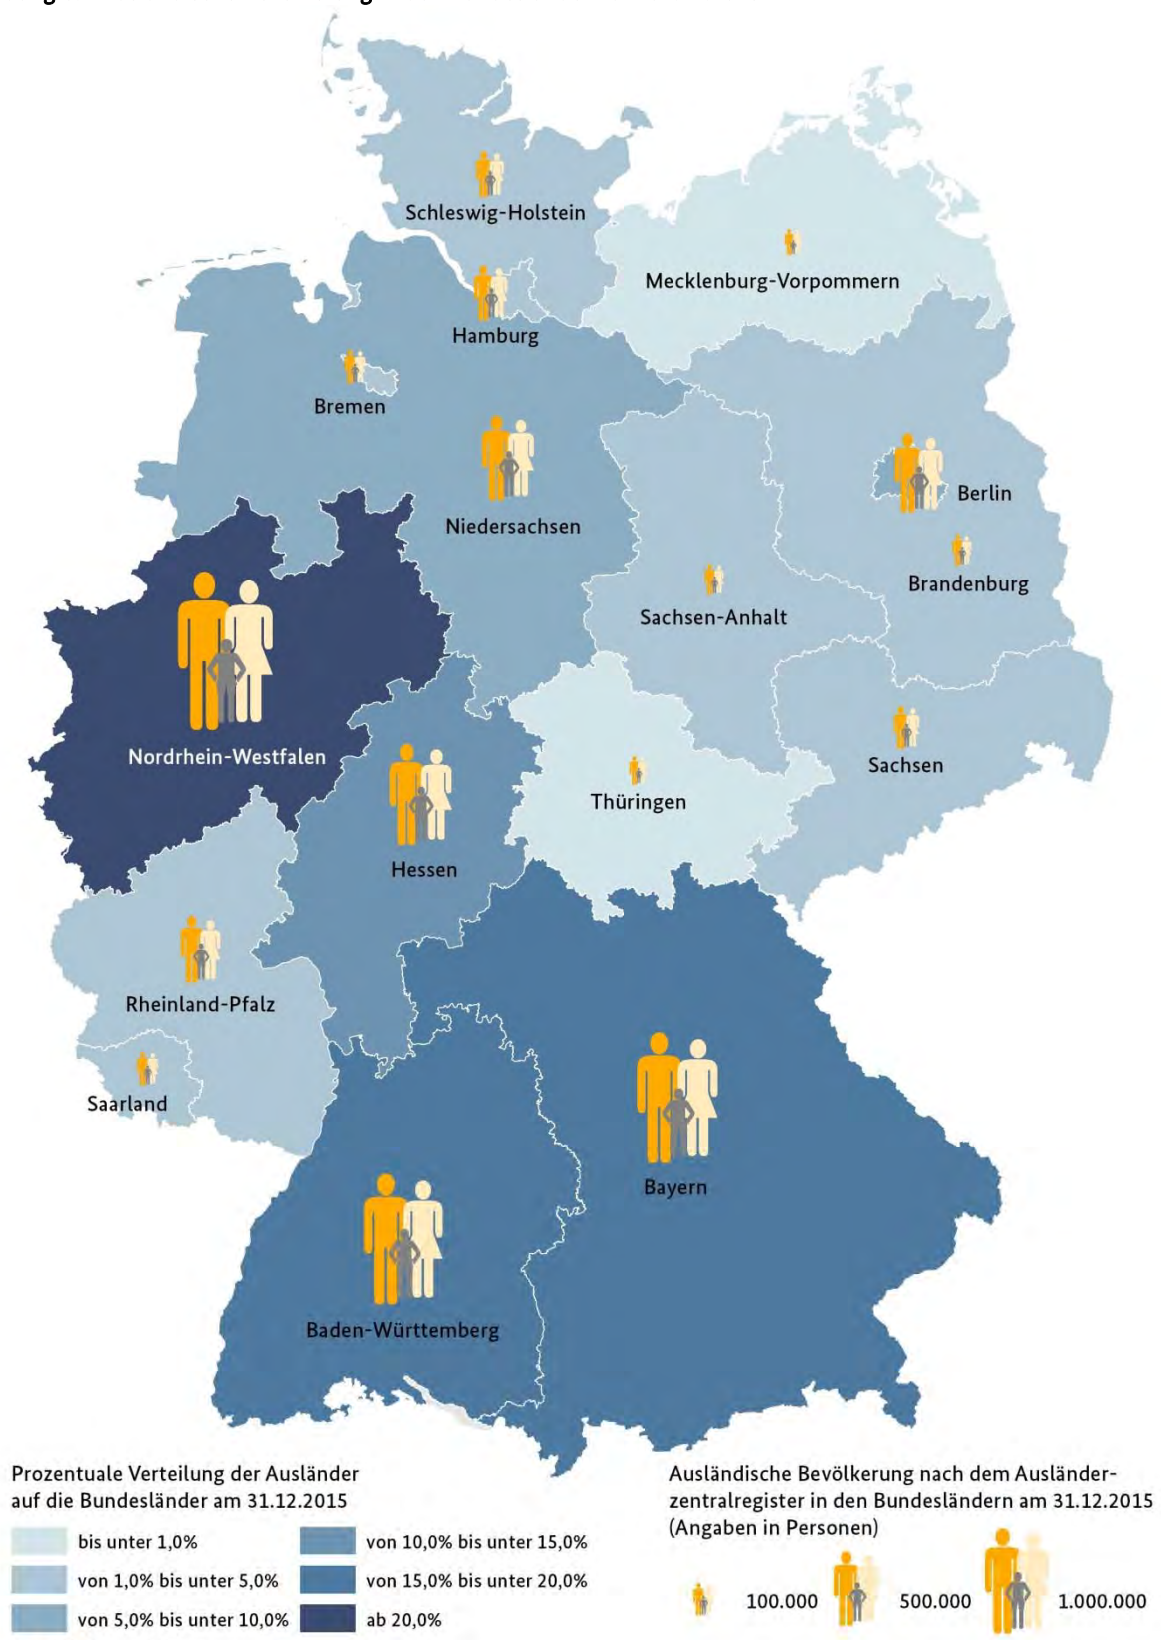 Schleswig-Holstein
Mecklenburg-Vorpommern
Hamburg
Bremen
Berlin
Niedersachsen
Brandenburg
Sachsen-Anhalt
Nordrhein-Westfalen
Sachsen
Thüringen
Hessen
Rheinland-Pfalz
Saarland
Bayern
Baden-Württemberg
Prozentuale Verteilung der Ausländer
auf die Bundesländer am 31.12.2015
bis unter 1,0%
von 1,0% bis unter 5,0%
von 5,0% bis unter 10,0%
von 10,0% bis unter 15,0%
von 15,0% bis unter 20,0%
ab 20,0%
Ausländische Bevölkerung nach dem Ausländer-
zentralregister in den Bundesländern am 31.12.2015
(Angaben in Personen)
100.000
500.000
1.000.000